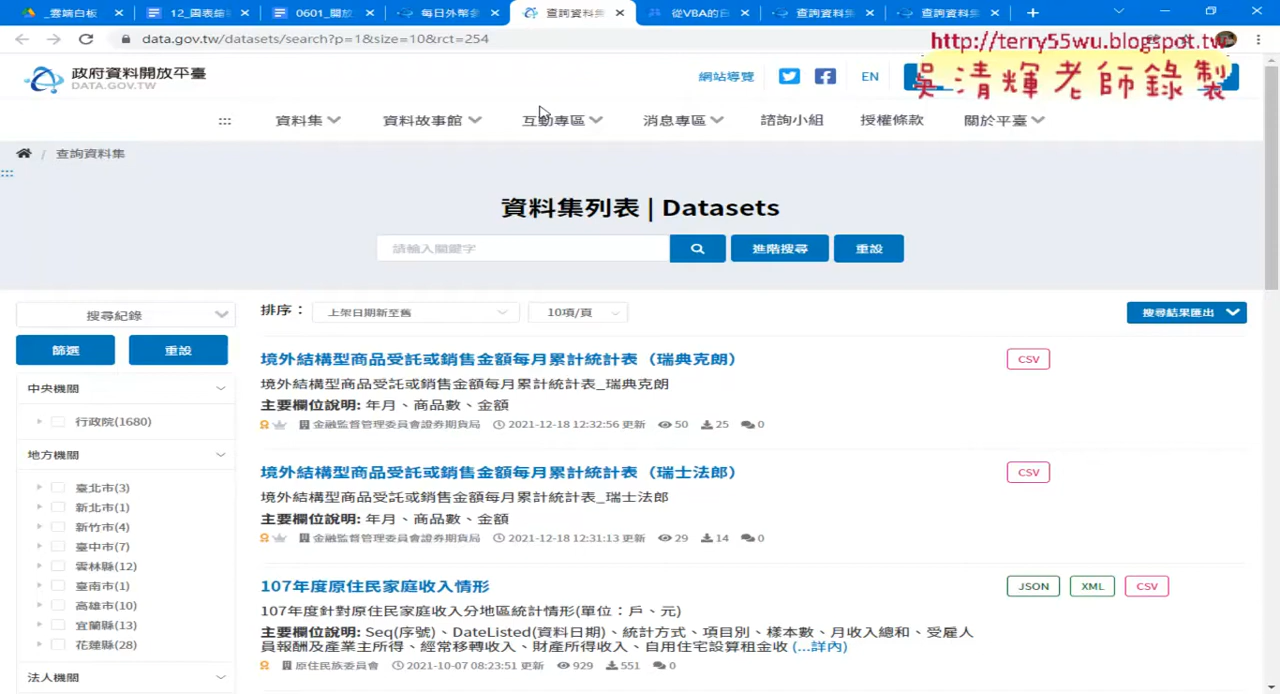 _雲端白板
12_圖表綜
0601_開放
每日外幣參
查詢資料集
從VBA的自
查詢資料集
查詢資料集
data.gov.tw/datasets/search?p=1&size=10&rct=254
http://terry55wu.blogspot.tw
吳清輝老師錄製
政府資料開放平臺
DATA.GOV.TW
網站導覽
EN
資料集
資料故事館
互動專區
消息專區
諮詢小組
授權條款
關於平臺
查詢資料集
資料集列表 | Datasets
請輸入關鍵字
進階搜尋
重設
搜尋紀錄
排序：
上架日期新至舊
10項/頁
搜尋結果匯出
篩選
重設
中央機關
行政院(1680)
地方機關
臺北市(3)
新北市(1)
新竹市(4)
臺中市(7)
雲林縣(12)
臺南市(1)
高雄市(10)
宜蘭縣(13)
花蓮縣(28)
法人機關
境外結構型商品受託或銷售金額每月累計統計表（瑞典克朗）
CSV
境外結構型商品受託或銷售金額每月累計統計表_瑞典克朗
主要欄位說明: 年月、商品數、金額
金融監督管理委員會證券期貨局 2021-12-18 12:32:56 更新 50 25 0
境外結構型商品受託或銷售金額每月累計統計表（瑞士法郎）
CSV
境外結構型商品受託或銷售金額每月累計統計表_瑞士法郎
主要欄位說明: 年月、商品數、金額
金融監督管理委員會證券期貨局 2021-12-18 12:31:13 更新 29 14 0
107年度原住民家庭收入情形
JSON XML CSV
107年度針對原住民家庭收入分地區統計情形(單位：戶、元)
主要欄位說明: Seq(序號)、DateListed(資料日期)、統計方式、項目別、樣本數、月收入總和、受雇人
員報酬及產業主所得、經常移轉收入、財產所得收入、自用住宅設算租金收 (...詳內)
原住民族委員會 2021-10-07 08:23:51 更新 929 551 0